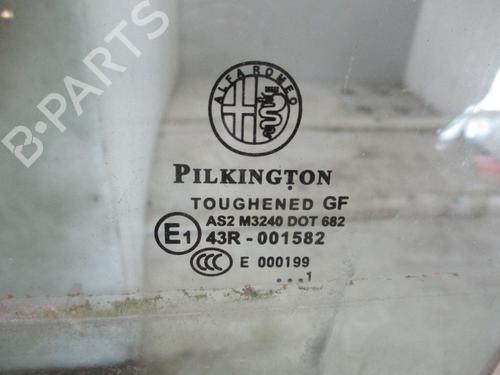 B-PARTS
ALFA ROMEO
PILKINGTON
TOUGHENED GF
AS2 M3240 DOT 682
E1 43R-001582
CCC E 000199
...1